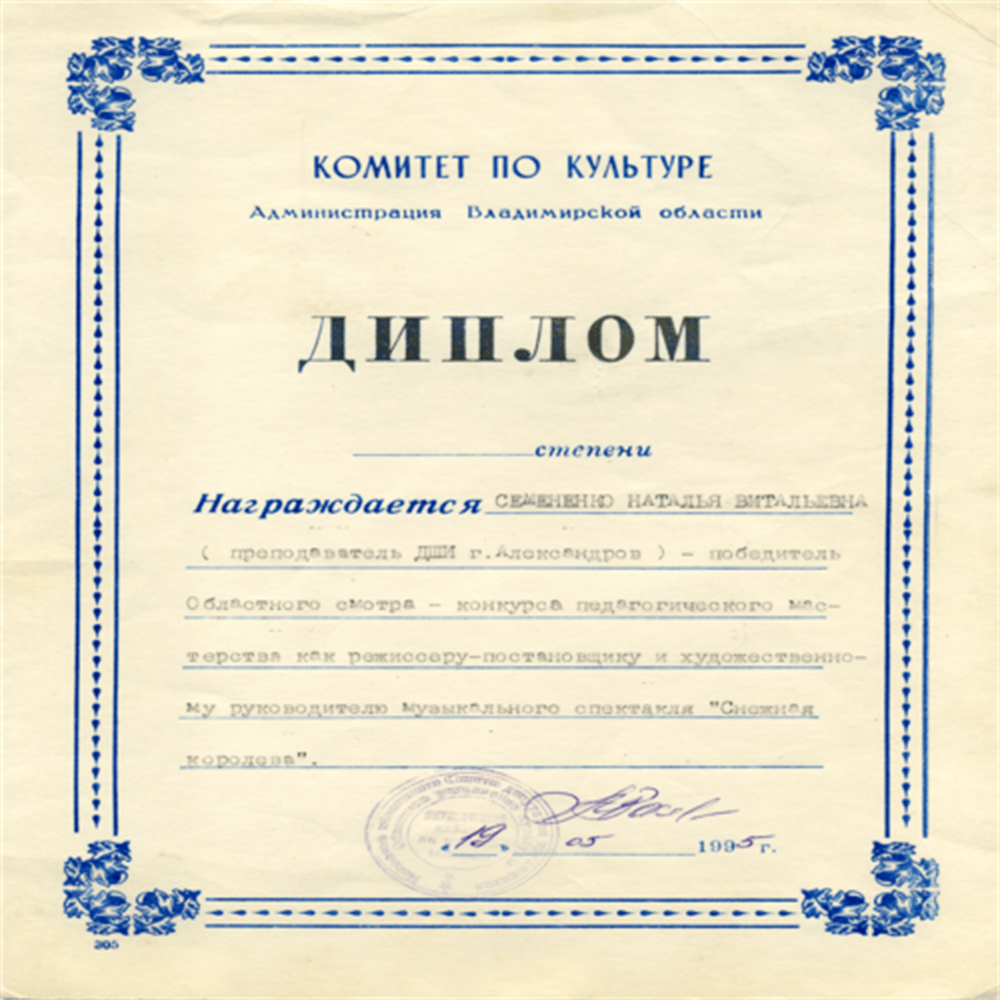 КОМИТЕТ ПО КУЛЬТУРЕ
Администрация Владимирской области
ДИПЛОМ
степени
Награждается СЕМЕНЕНКО НАТАЛЬЯ ВИТАЛЬЕВНА
( преподаватель ДШИ г.Александров ) - победитель
Областного смотра - конкурса педагогического мас-
терства как режиссеру-постановщику и художественно-
му руководителю музыкального спектакля "Снежная
королева".
"19" 05 1995 г.
305